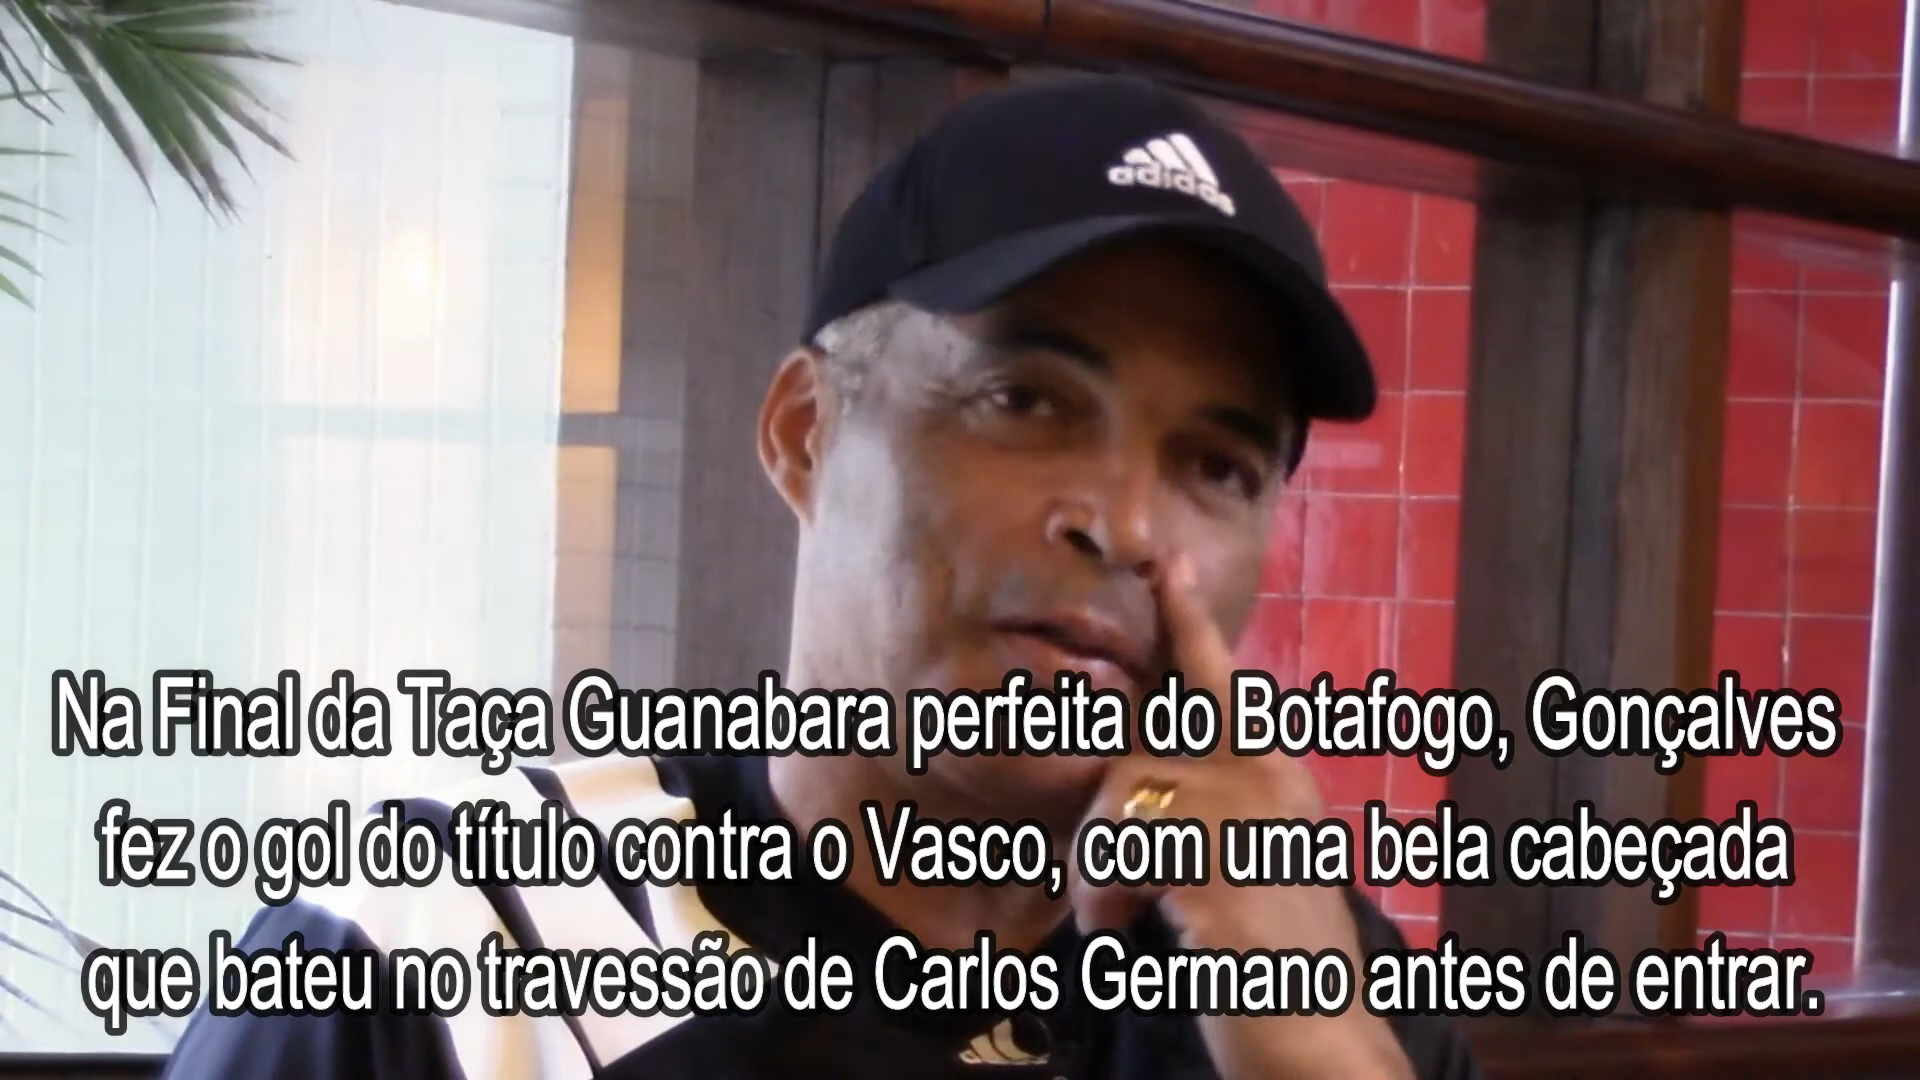 adidas
Na Final da Taça Guanabara perfeita do Botafogo, Gonçalves
fez o gol do título contra o Vasco, com uma bela cabeçada
que bateu no travessão de Carlos Germano antes de entrar.